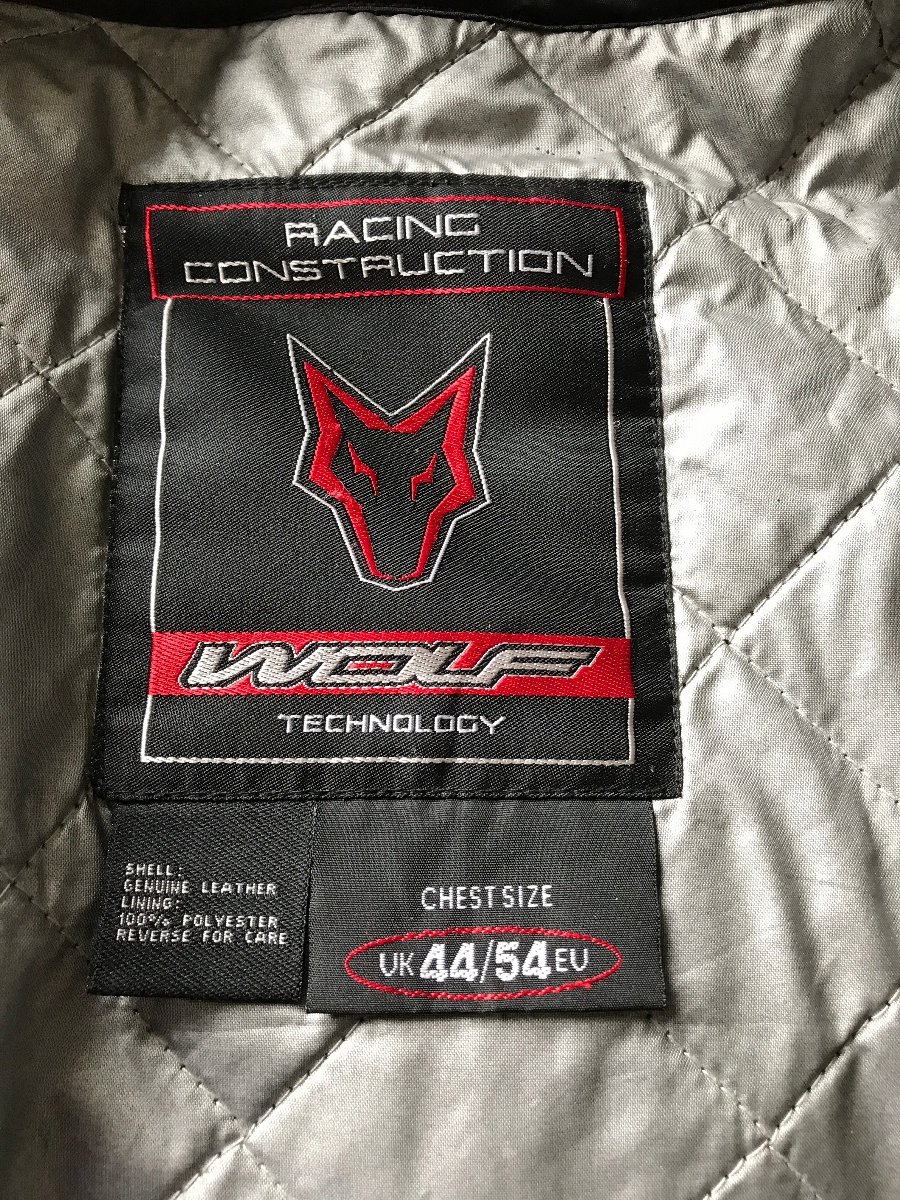 RACING
CONSTRUCTION
WOLF
TECHNOLOGY
SHELL:
GENUINE LEATHER
LINING:
100% POLYESTER
REVERSE FOR CARE
CHEST SIZE
UK 44/54 EU